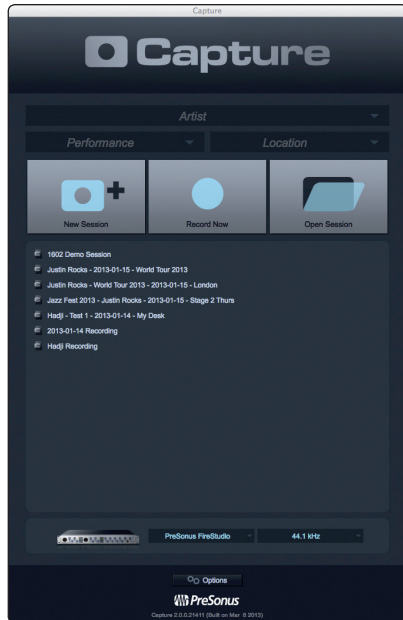 Capture
Capture
Artist
Performance Location
New Session Record Now Open Session
1602 Demo Session
Justin Rocks - 2013-01-15 - World Tour 2013
Justin Rocks - World Tour 2013 - 2013-01-15 - London
Jazz Fest 2013 - Justin Rocks - 2013-01-15 - Stage 2 Thurs
Hadji - Test 1 - 2013-01-14 - My Desk
2013-01-14 Recording
Hadji Recording
PreSonus FireStudio 44.1 kHz
Options
PreSonus
Capture 2.0.0.21411 (Built on Mar 8 2013)